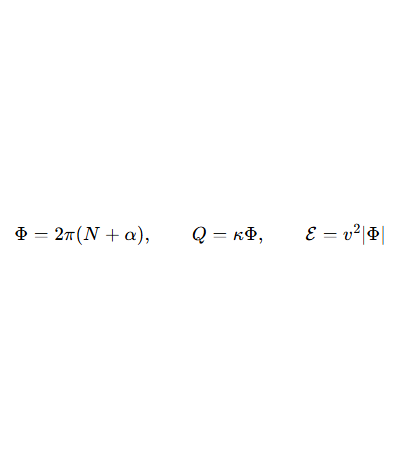 Φ = 2π(N + α),  Q = κΦ,  ℰ = v²|Φ|